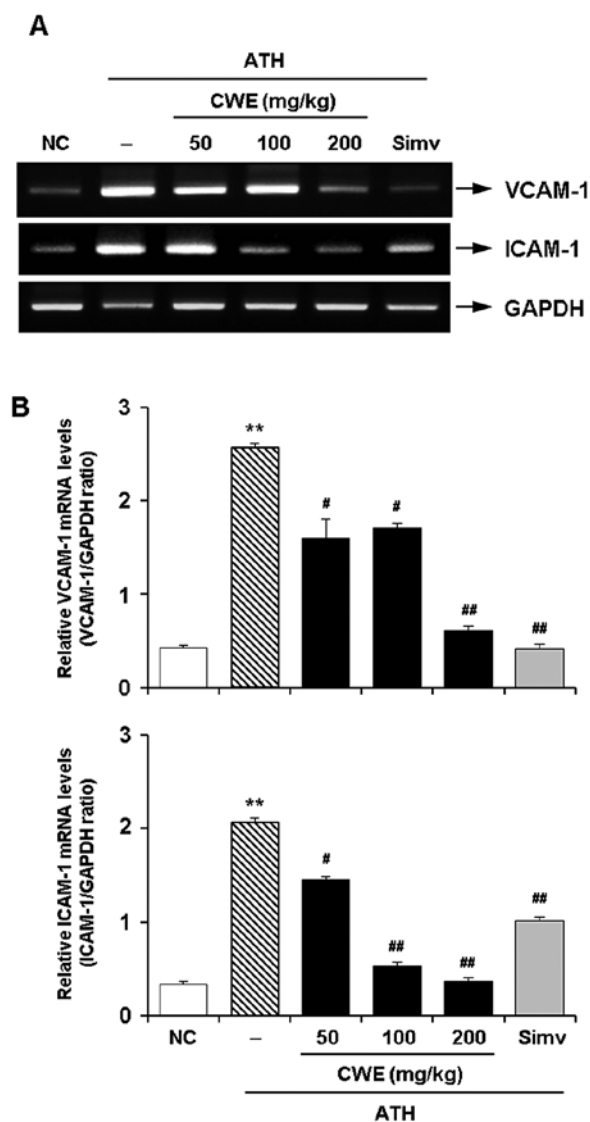 A
ATH
CWE (mg/kg)
NC – 50 100 200 Simv
VCAM-1
ICAM-1
GAPDH
B
Relative VCAM-1 mRNA levels
(VCAM-1/GAPDH ratio)
3
2
1
0
**
#
#
##
##
Relative ICAM-1 mRNA levels
(ICAM-1/GAPDH ratio)
3
2
1
0
**
#
##
##
##
NC – 50 100 200 Simv
CWE (mg/kg)
ATH